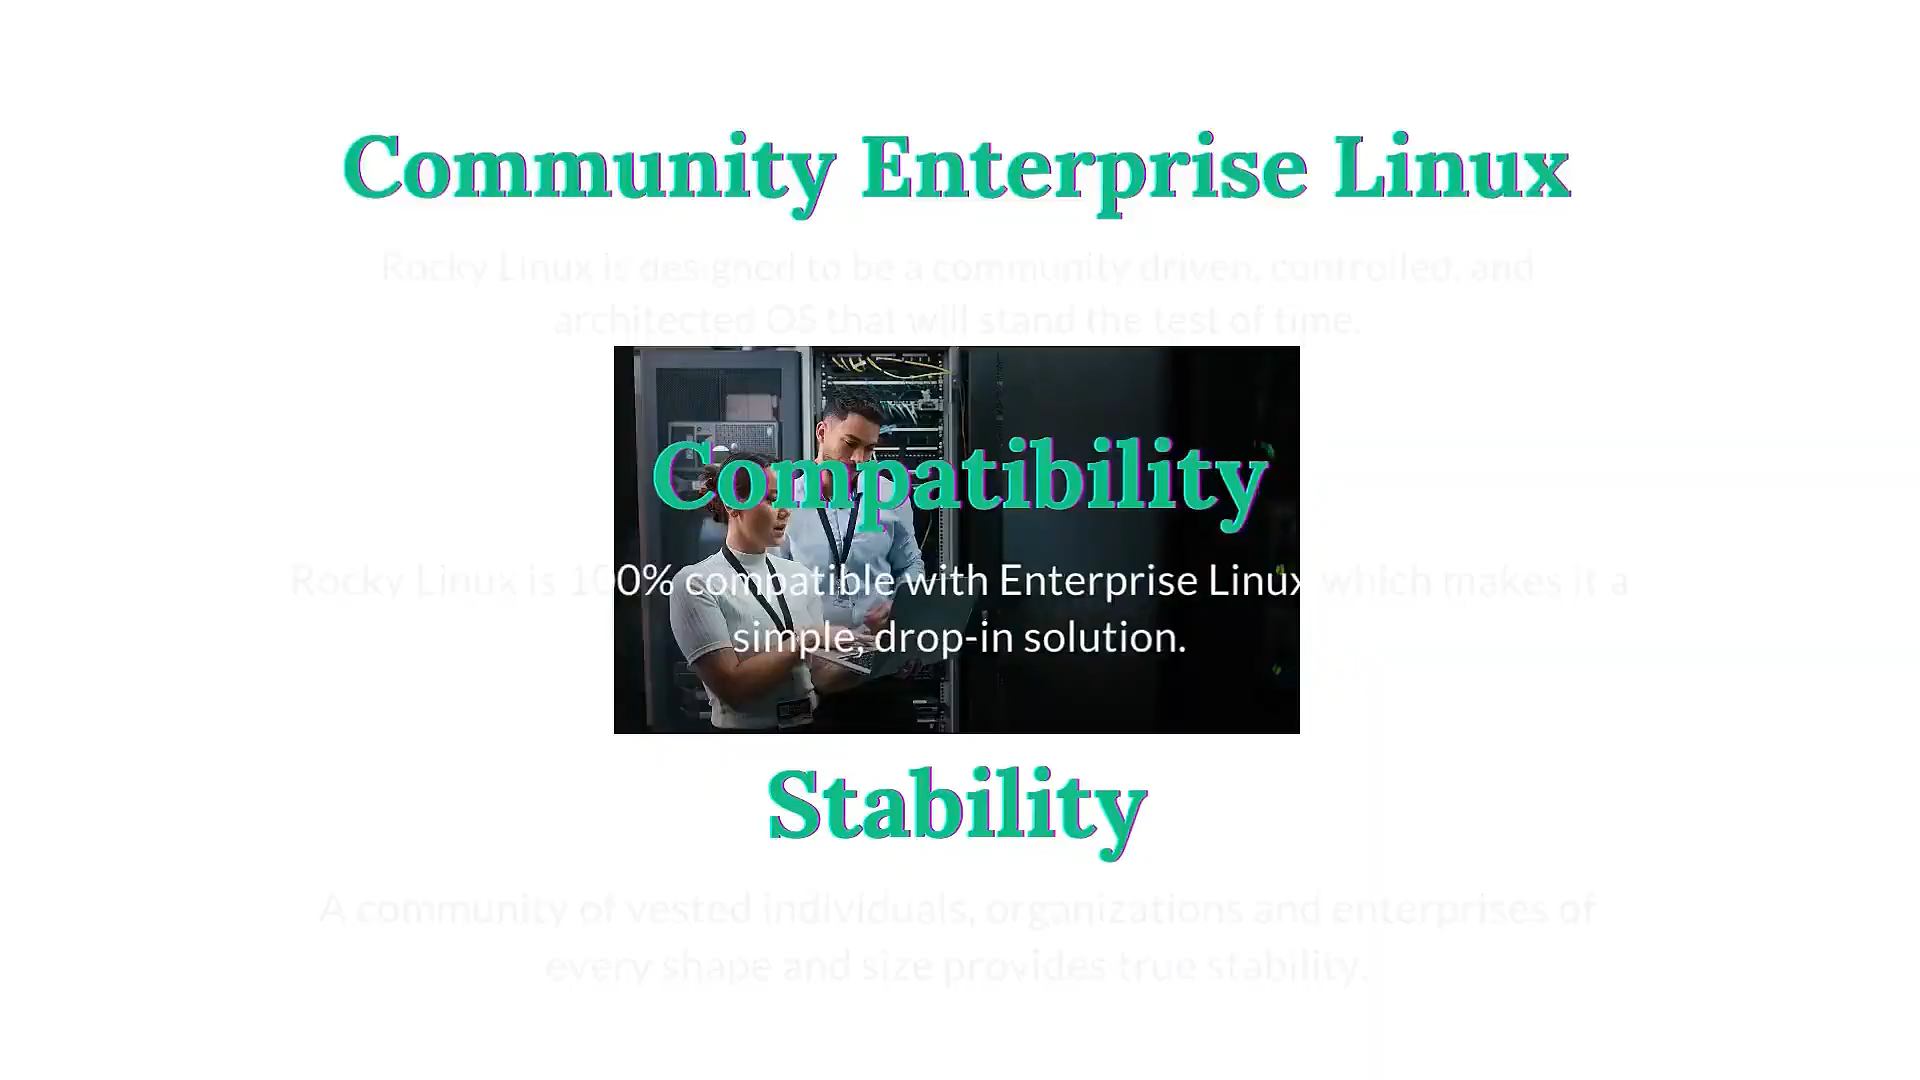 Community Enterprise Linux
Rocky Linux is designed to be a community driven, controlled, and
architected OS that will stand the test of time.
Compatibility
Rocky Linux is 100% compatible with Enterprise Linux which makes it a
simple, drop-in solution.
Stability
A community of vested individuals, organizations and enterprises of
every shape and size provides true stability.